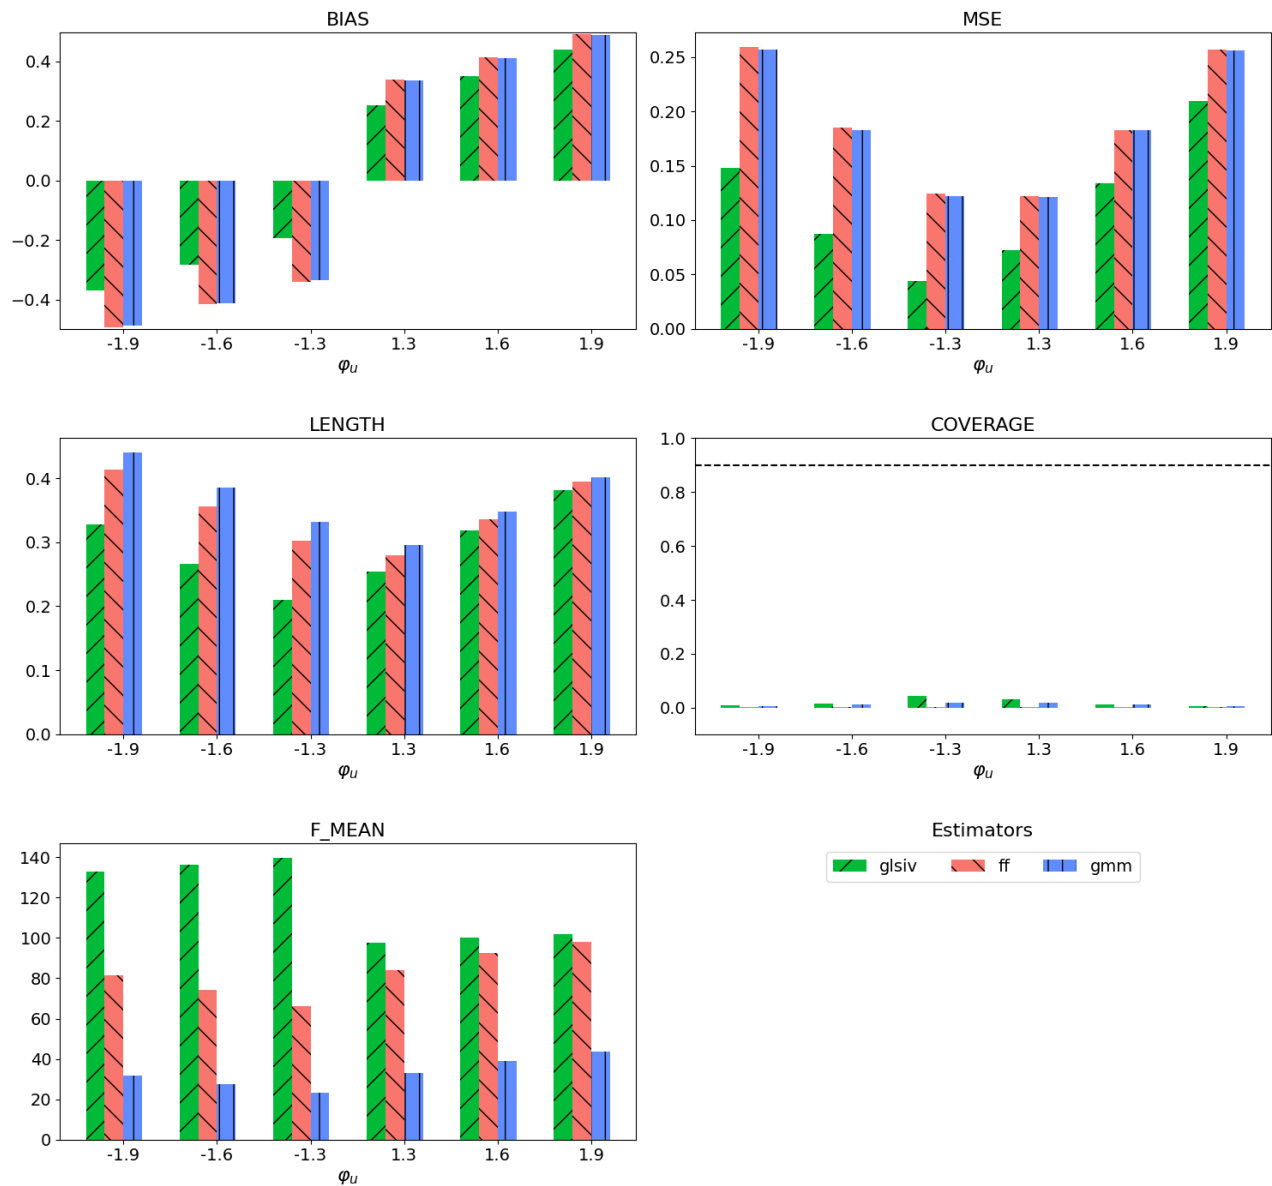 BIAS
0.4
0.2
0.0
−0.2
−0.4
-1.9 -1.6 -1.3 1.3 1.6 1.9
φu
MSE
0.25
0.20
0.15
0.10
0.05
0.00
-1.9 -1.6 -1.3 1.3 1.6 1.9
φu
LENGTH
0.4
0.3
0.2
0.1
0.0
-1.9 -1.6 -1.3 1.3 1.6 1.9
φu
COVERAGE
1.0
0.8
0.6
0.4
0.2
0.0
-1.9 -1.6 -1.3 1.3 1.6 1.9
φu
F_MEAN
140
120
100
80
60
40
20
0
-1.9 -1.6 -1.3 1.3 1.6 1.9
φu
Estimators
glsiv ff gmm